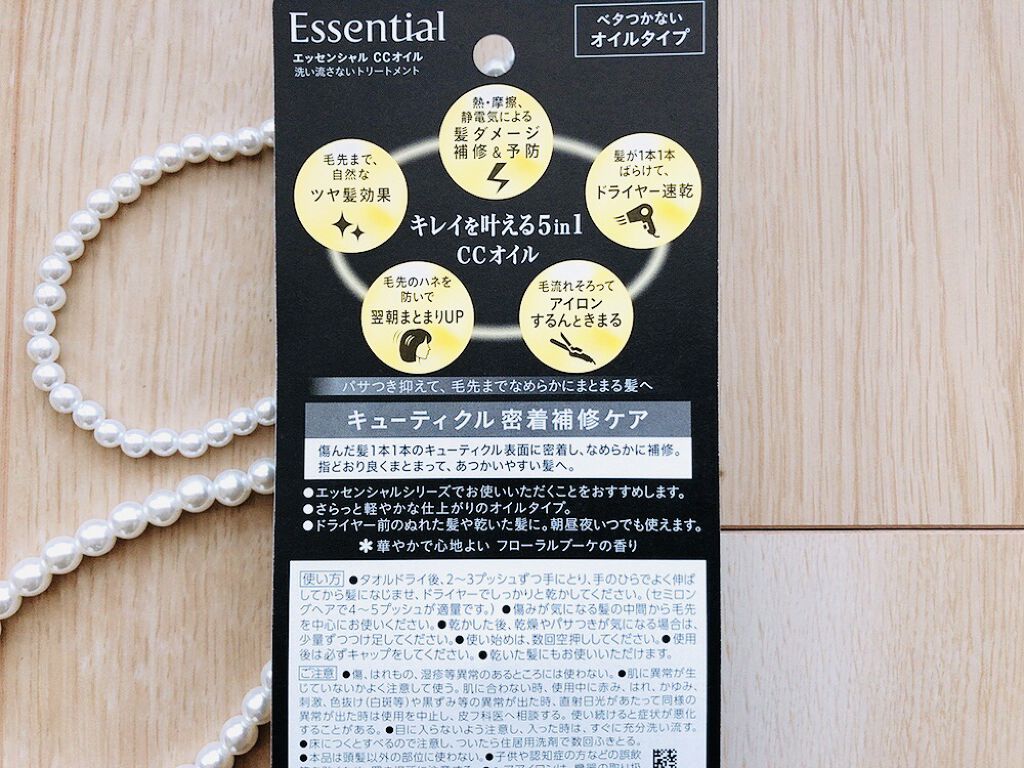 Essential
エッセンシャル CCオイル
洗い流さないトリートメント
ベタつかない
オイルタイプ
熱・摩擦、
静電気による
髪ダメージ
補修&予防
毛先まで、
自然な
ツヤ髪効果
髪が1本1本
ばらけて、
ドライヤー速乾
キレイを叶える5in1
CCオイル
毛先のハネを
防いで
翌朝まとまりUP
毛流れそろって
アイロン
するんときまる
パサつき抑えて、毛先までなめらかにまとまる髪へ
キューティクル 密着補修ケア
傷んだ髪1本1本のキューティクル表面に密着し、なめらかに補修。
指どおり良くまとまって、あつかいやすい髪へ。
●エッセンシャルシリーズでお使いいただくことをおすすめします。
●さらっと軽やかな仕上がりのオイルタイプ。
●ドライヤー前のぬれた髪や乾いた髪に。朝昼夜いつでも使えます。
＊華やかで心地よい フローラルブーケの香り
使い方 ●タオルドライ後、2～3プッシュずつ手にとり、手のひらでよく伸ば
してから髪になじませ、ドライヤーでしっかりと乾かしてください。(セミロン
グヘアで4～5プッシュが適量です。) ●傷みが気になる髪の中間から毛先
を中心にお使いください。●乾かした後、乾燥やパサつきが気になる場合は、
少量ずつつけ足してください。●使い始めは、数回空押ししてください。●使用
後は必ずキャップをしてください。●乾いた髪にもお使いいただけます。
ご注意 ●傷、はれもの、湿疹等異常のあるところには使わない。●肌に異常が生
じていないかよく注意して使う。肌に合わない時、使用中に赤み、はれ、かゆみ、
刺激、色抜け(白斑等)や黒ずみ等の異常が出た時、直射日光があたって同様の
異常が出た時は使用を中止し、皮フ科医へ相談する。使い続けると症状が悪化
することがある。●目に入らないよう注意し、入った時は、すぐに充分洗い流す。
●床につくとすべるので注意し、ついたら住居用洗剤で数回ふきとる。
●本品は頭髪以外の部位に使わない。●子供や認知症の方などの誤飲